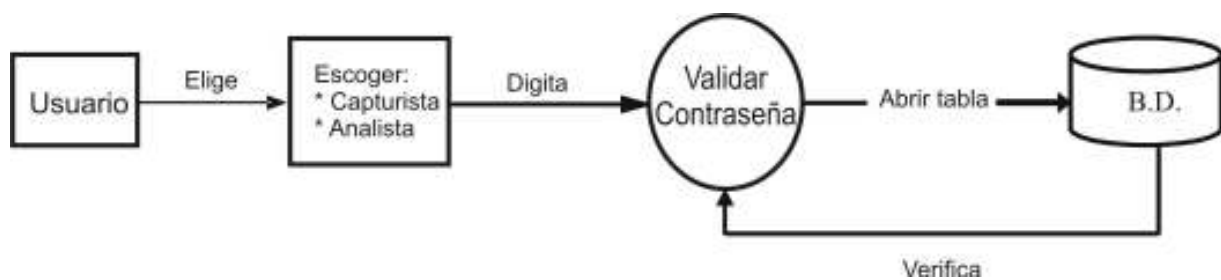 Usuario
Elige
Escoger:
* Capturista
* Analista
Digita
Validar
Contraseña
Abrir tabla
B.D.
Verifica